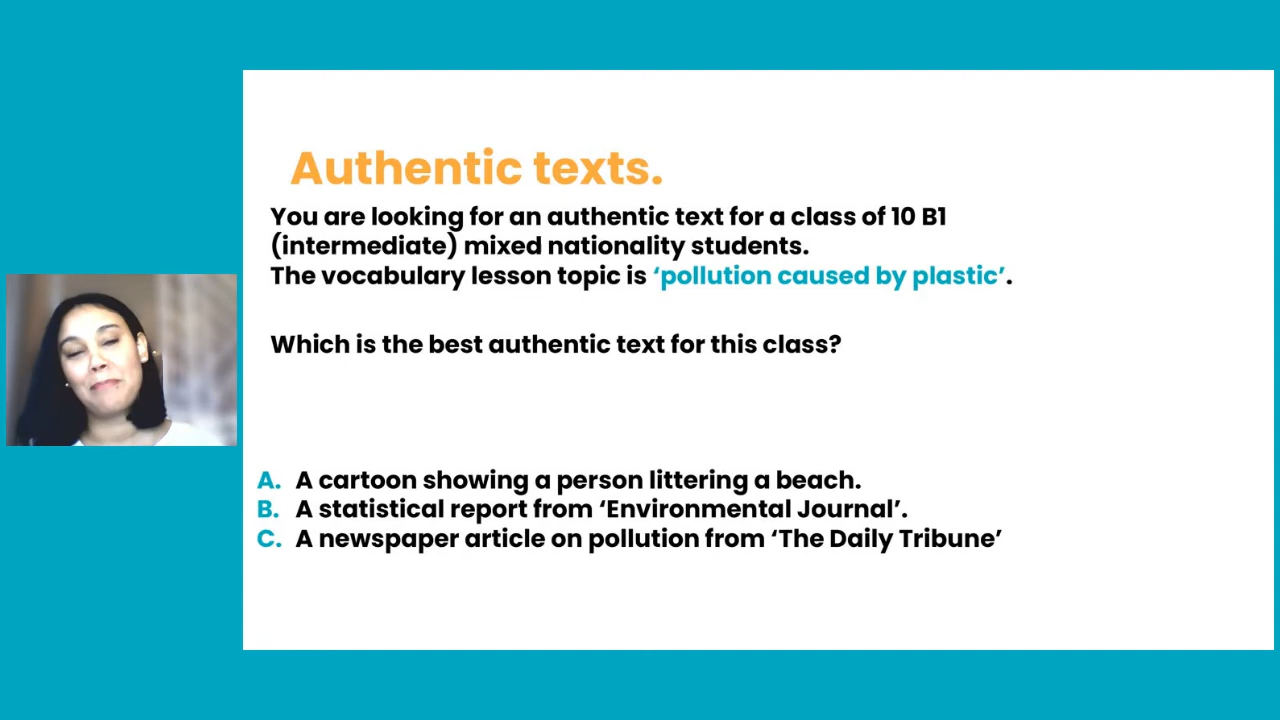 Authentic texts.
You are looking for an authentic text for a class of 10 B1
(intermediate) mixed nationality students.
The vocabulary lesson topic is ‘pollution caused by plastic’.
Which is the best authentic text for this class?
A. A cartoon showing a person littering a beach.
B. A statistical report from ‘Environmental Journal’.
C. A newspaper article on pollution from ‘The Daily Tribune’